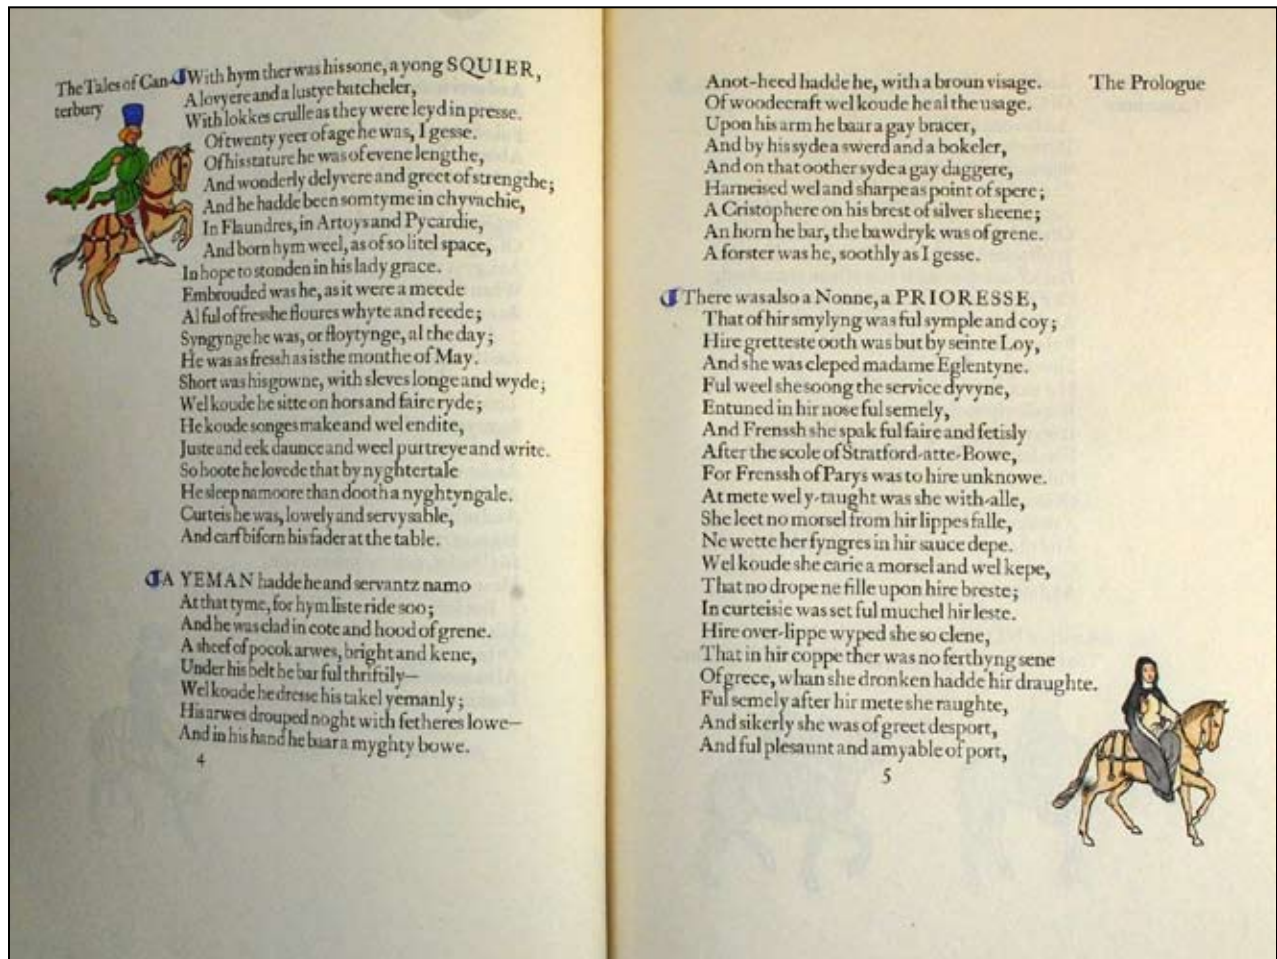 The Tales of Can-
terbury
With hym ther was his sone, a yong SQUIER,
A lovyere and a lustye batcheler,
With lokkes crulle as they were leyd in presse.
Of twenty yeer of age he was, I gesse.
Of his stature he was of evene lengthe,
And wonderly delyvere and greet of strengthe;
And he hadde been somtyme in chyvachie,
In Flaundres, in Artoys and Pycardie,
And born hym weel, as of so litel space,
In hope to stonden in his lady grace.
Embrouded was he, as it were a meede
Al ful of fresshe floures whyte and reede;
Syngynge he was, or floytynge, al the day;
He was as fressh as is the monthe of May.
Short was his gowne, with sleves longe and wyde;
Wel koude he sitte on hors and faire ryde;
He koude songes make and wel endite,
Juste and eek daunce and weel purtreye and write.
So hoote he lovede that by nyghtertale
He sleep namoore than dooth a nyghtyngale.
Curteis he was, lowely and servysable,
And carf biforn his fader at the table.
A YEMAN hadde he and servantz namo
At that tyme, for hym liste ride soo;
And he was clad in cote and hood of grene.
A sheef of pocok arwes, bright and kene,
Under his belt he bar ful thriftily—
Wel koude he dresse his takel yemanly;
His arwes drouped noght with fetheres lowe—
And in his hand he baar a myghty bowe.
4
The Prologue
A not-heed hadde he, with a broun visage.
Of woodecraft wel koude he al the usage.
Upon his arm he baar a gay bracer,
And by his syde a swerd and a bokeler,
And on that oother syde a gay daggere,
Harneised wel and sharpe as point of spere;
A Cristophere on his brest of silver sheene;
An horn he bar, the bawdryk was of grene.
A forster was he, soothly as I gesse.
There was also a Nonne, a PRIORESSE,
That of hir smylyng was ful symple and coy;
Hire gretteste ooth was but by seinte Loy,
And she was cleped madame Eglentyne.
Ful weel she soong the service dyvyne,
Entuned in hir nose ful semely,
And Frenssh she spak ful faire and fetisly
After the scole of Stratford-atte-Bowe,
For Frenssh of Parys was to hire unknowe.
At mete wel y-taught was she with-alle,
She leet no morsel from hir lippes falle,
Ne wette her fyngres in hir sauce depe.
Wel koude she carie a morsel and wel kepe,
That no drope ne fille upon hire breste;
In curteisie was set ful muchel hir leste.
Hire over-lippe wyped she so clene,
That in hir coppe ther was no ferthyng sene
Of grece, whan she dronken hadde hir draughte.
Ful semely after hir mete she raughte,
And sikerly she was of greet desport,
And ful plesaunt and amyable of port,
5